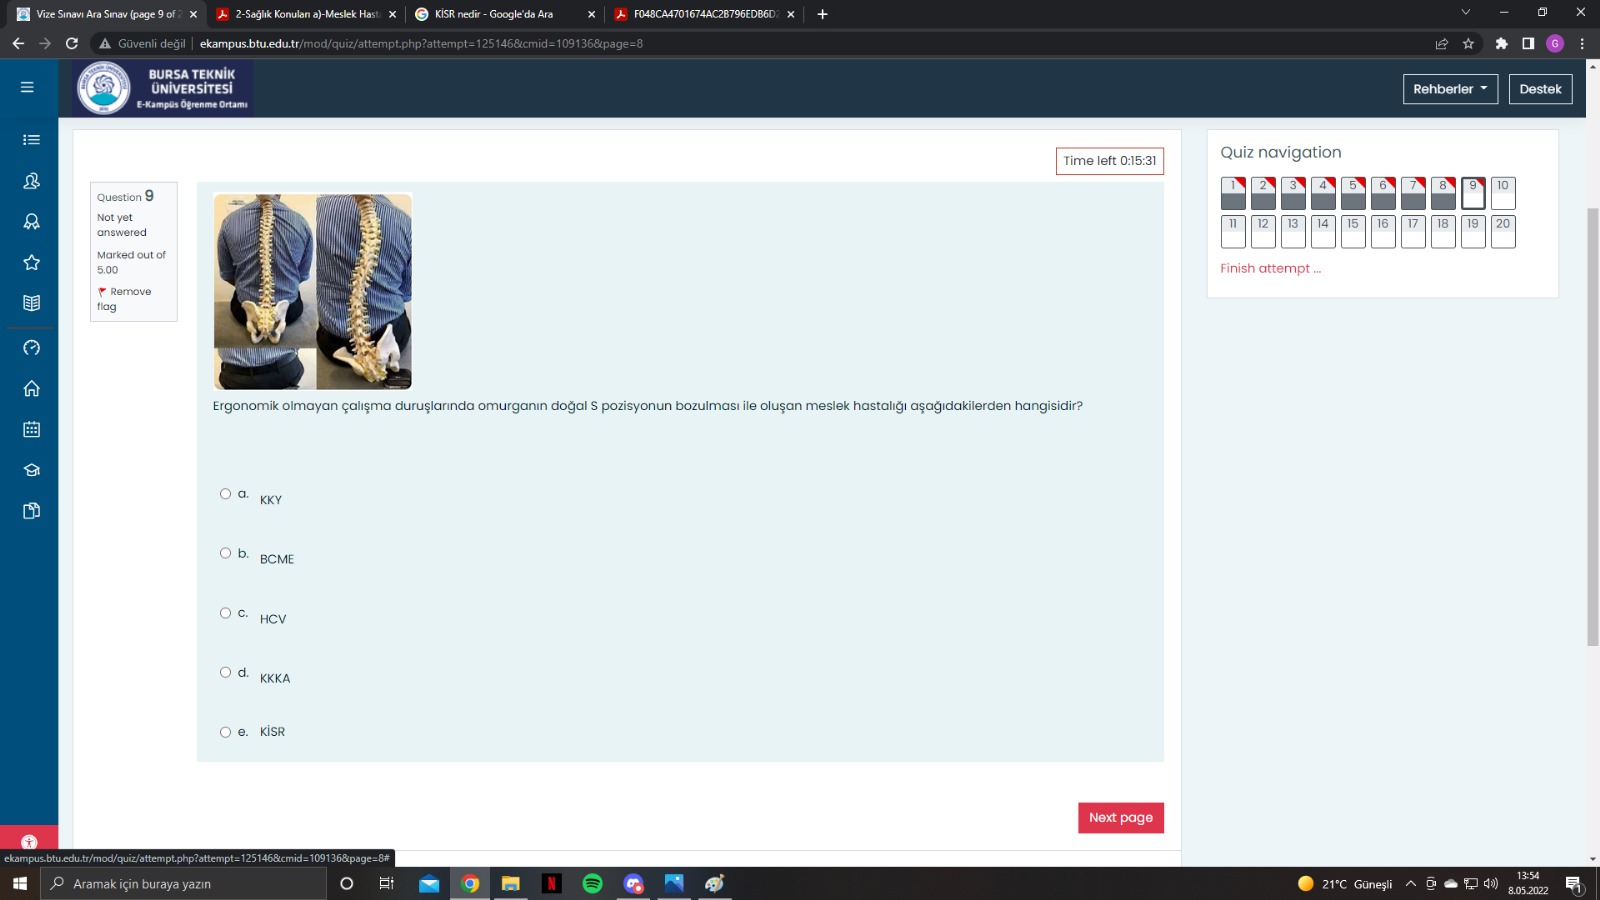 Vize Sınavı Ara Sınav (page 9 of 2
2-Sağlık Konuları a)-Meslek Hast
KİSR nedir - Google'da Ara
F048CA4701674AC2B796EDB6D2
Güvenli değil
ekampus.btu.edu.tr/mod/quiz/attempt.php?attempt=125146&cmid=109136&page=8
G
BURSA TEKNİK
ÜNİVERSİTESİ
E-Kampüs Öğrenme Ortamı
Rehberler
Destek
Time left 0:15:31
Question 9
Not yet
answered
Marked out of
5.00
Remove
flag
Ergonomik olmayan çalışma duruşlarında omurganın doğal S pozisyonun bozulması ile oluşan meslek hastalığı aşağıdakilerden hangisidir?
a. KKY
b. BCME
c. HCV
d. KKKA
e. KİSR
Next page
Quiz navigation
1 2 3 4 5 6 7 8 9 10
11 12 13 14 15 16 17 18 19 20
Finish attempt ...
ekampus.btu.edu.tr/mod/quiz/attempt.php?attempt=125146&cmid=109136&page=8#
Aramak için buraya yazın
N
21°C Güneşli
13:54
8.05.2022
1